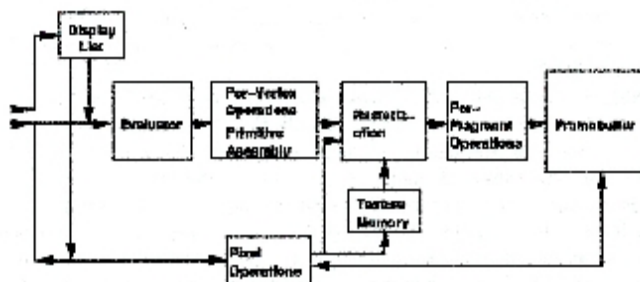 Display
List
Evaluator
Per-Vertex
Operations
Primitive
Assembly
Rasteriz-
ation
Per-
Fragment
Operations
Framebuffer
Texture
Memory
Pixel
Operations